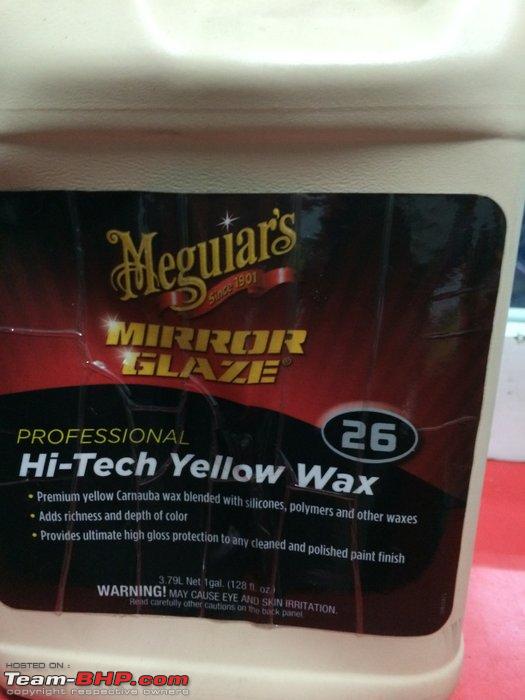 Meguiar's
Since 1901
MIRROR
GLAZE®
PROFESSIONAL
26
Hi-Tech Yellow Wax
• Premium yellow Carnauba wax blended with silicones, polymers and other waxes
• Adds richness and depth of color
• Provides ultimate high gloss protection to any cleaned and polished paint finish
3.79L Net 1gal. (128 fl. oz.)
WARNING! MAY CAUSE EYE AND SKIN IRRITATION.
Read carefully other cautions on the back panel.
HOSTED ON :
Team-BHP.com
copyright respective owners